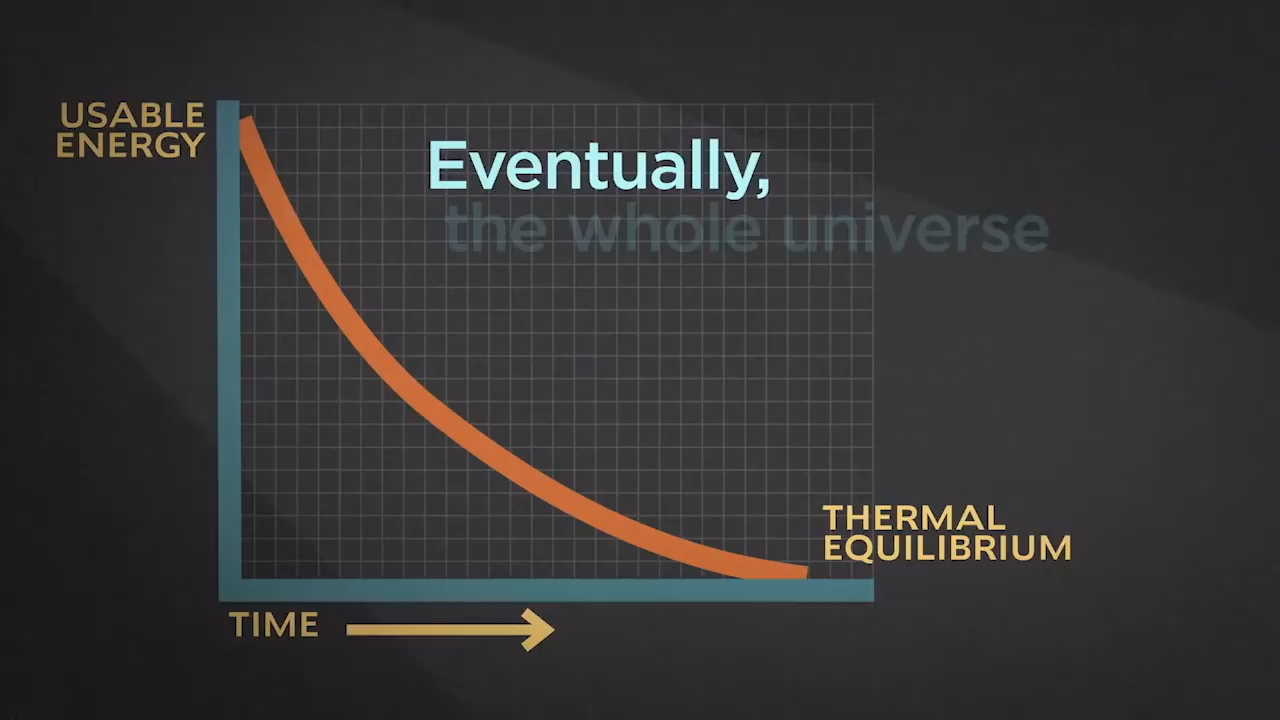 USABLE
ENERGY
Eventually,
the whole universe
THERMAL
EQUILIBRIUM
TIME